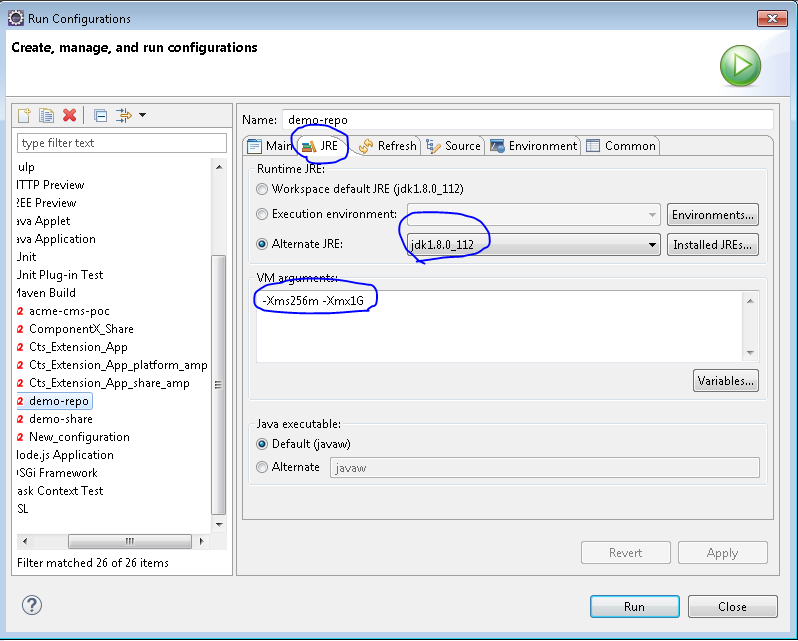 Run Configurations
Create, manage, and run configurations
type filter text
ulp
ITTP Preview
2EE Preview
ava Applet
ava Application
Unit
Unit Plug-in Test
Maven Build
acme-cms-poc
ComponentX_Share
Cts_Extension_App
Cts_Extension_App_platform_amp
Cts_Extension_App_share_amp
demo-repo
demo-share
New_configuration
lode.js Application
SGi Framework
ask Context Test
SL
Filter matched 26 of 26 items
Name: demo-repo
Main JRE Refresh Source Environment Common
Runtime JRE:
Workspace default JRE (jdk1.8.0_112)
Execution environment: Environments...
Alternate JRE: jdk1.8.0_112 Installed JREs...
VM arguments:
-Xms256m -Xmx1G
Variables...
Java executable:
Default (javaw)
Alternate javaw
Revert Apply
Run Close